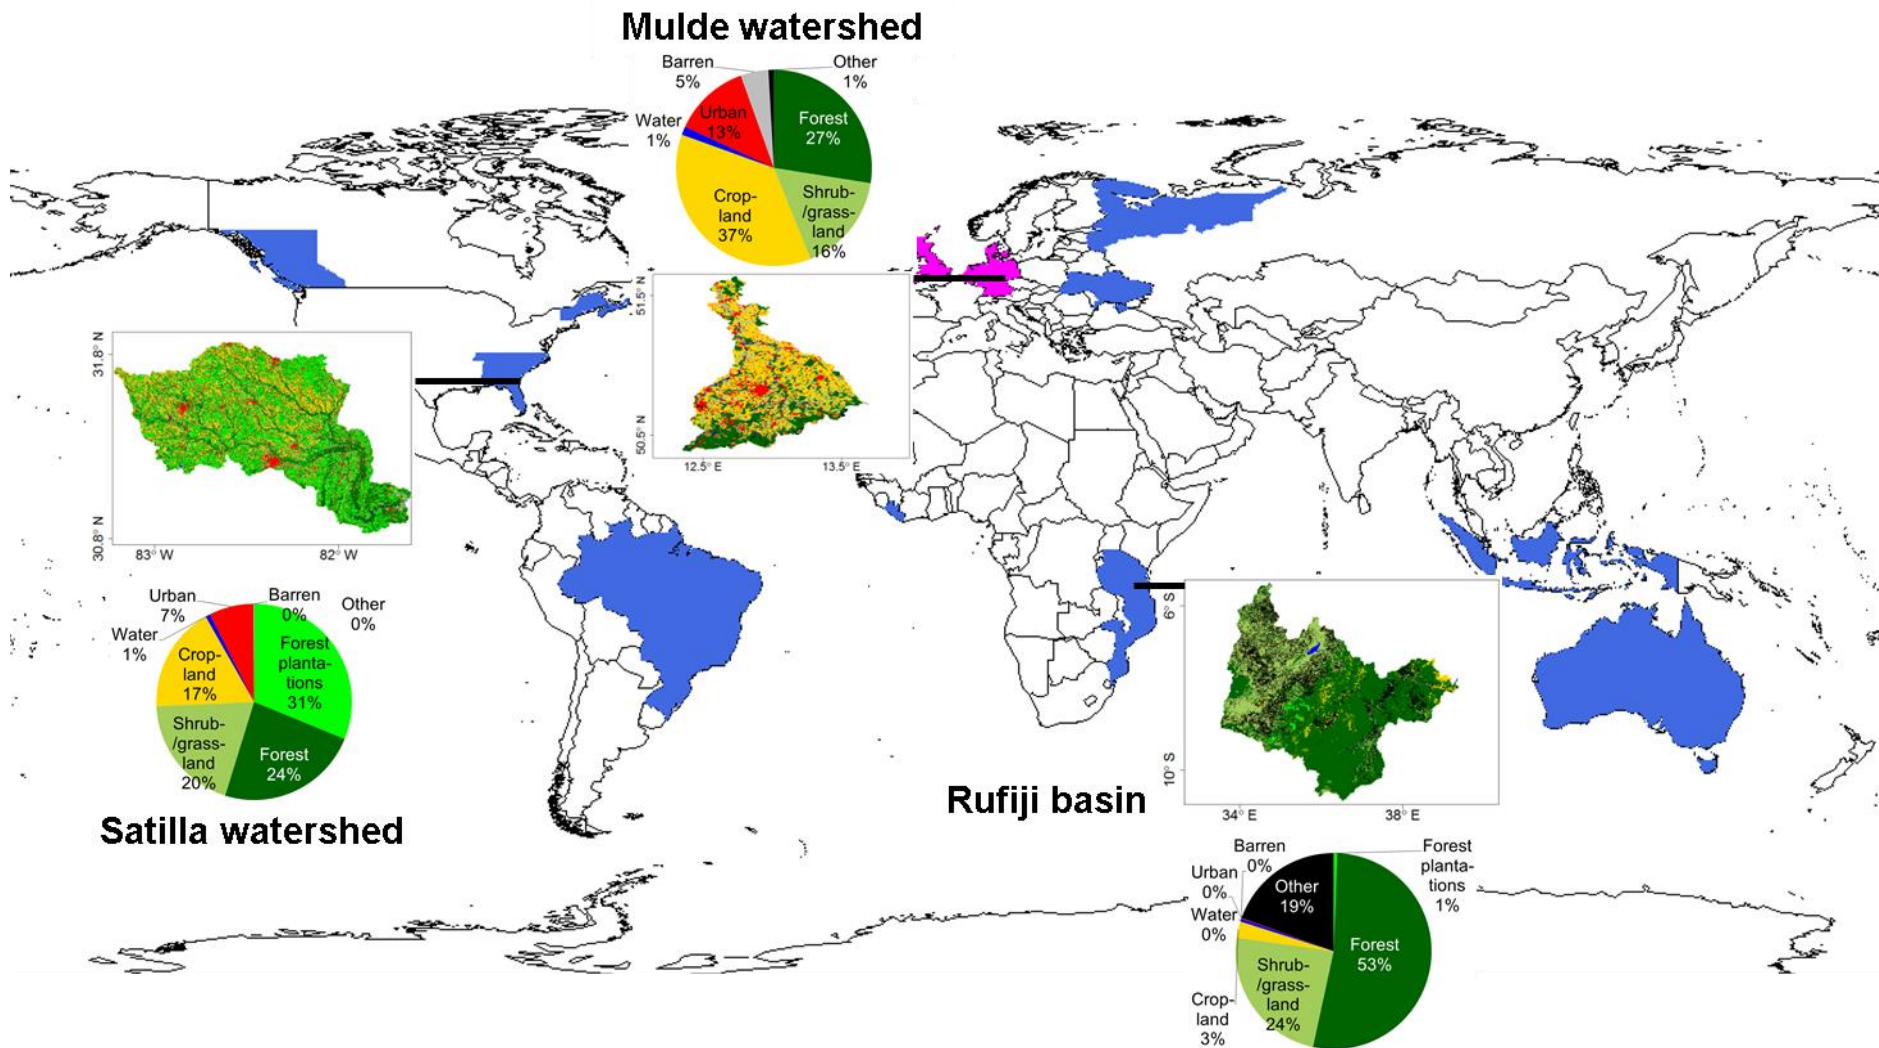 Mulde watershed
Barren
5%
Other
1%
Water
1%
Urban
13%
Forest
27%
Crop-
land
37%
Shrub-
/grass-
land
16%
51.5° N
50.5° N
12.5° E
13.5° E
31.8° N
30.8° N
83° W
82° W
Urban
7%
Barren
0%
Other
0%
Water
1%
Crop-
land
17%
Forest
planta-
tions
31%
Shrub-
/grass-
land
20%
Forest
24%
Satilla watershed
6° S
10° S
34° E
38° E
Rufiji basin
Barren
0%
Urban
0%
Water
0%
Other
19%
Forest
planta-
tions
1%
Forest
53%
Shrub-
/grass-
land
24%
Crop-
land
3%